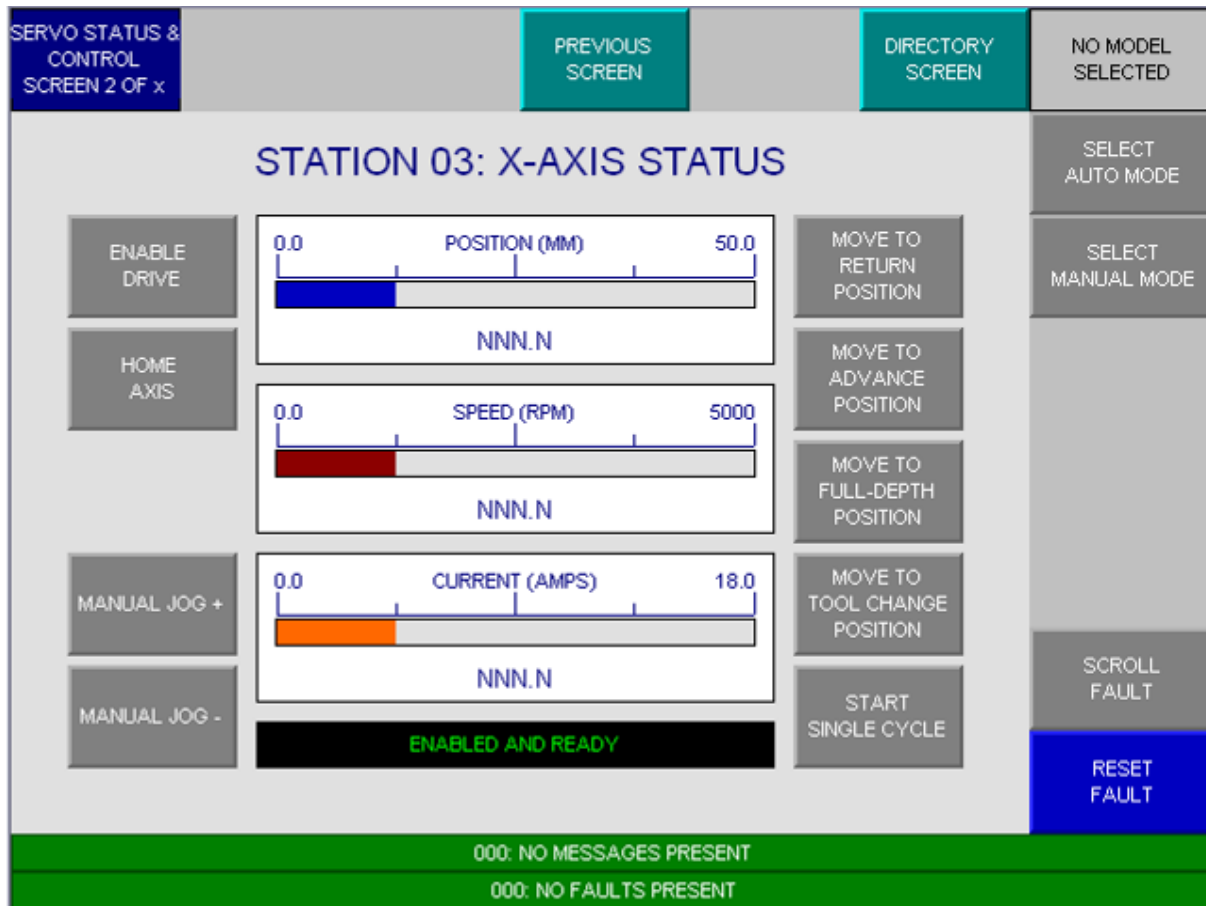 SERVO STATUS &
CONTROL
SCREEN 2 OF x
PREVIOUS
SCREEN
DIRECTORY
SCREEN
NO MODEL
SELECTED
STATION 03: X-AXIS STATUS
SELECT
AUTO MODE
SELECT
MANUAL MODE
ENABLE
DRIVE
HOME
AXIS
MANUAL JOG +
MANUAL JOG -
0.0 POSITION (MM) 50.0
NNN.N
0.0 SPEED (RPM) 5000
NNN.N
0.0 CURRENT (AMPS) 18.0
NNN.N
ENABLED AND READY
MOVE TO
RETURN
POSITION
MOVE TO
ADVANCE
POSITION
MOVE TO
FULL-DEPTH
POSITION
MOVE TO
TOOL CHANGE
POSITION
START
SINGLE CYCLE
SCROLL
FAULT
RESET
FAULT
000: NO MESSAGES PRESENT
000: NO FAULTS PRESENT